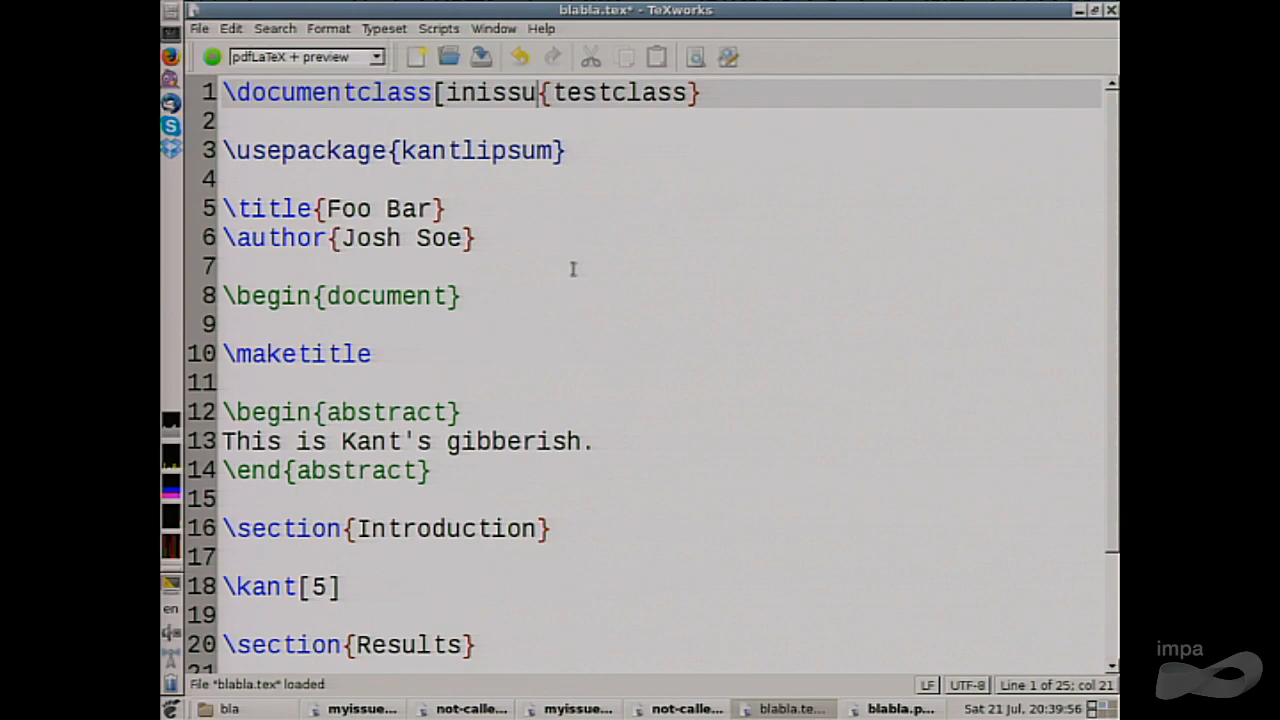 blabla.tex* - TeXworks
File Edit Search Format Typeset Scripts Window Help
pdfLaTeX + preview
1 \documentclass[inissu{testclass}
2
3 \usepackage{kantlipsum}
4
5 \title{Foo Bar}
6 \author{Josh Soe}
7
8 \begin{document}
9
10 \maketitle
11
12 \begin{abstract}
13 This is Kant's gibberish.
14 \end{abstract}
15
16 \section{Introduction}
17
18 \kant[5]
19
20 \section{Results}
21
en
File "blabla.tex" loaded LF UTF-8 Line 1 of 25; col 21
bla myissue... not-calle... myissue... not-calle... blabla.te... blabla.p... Sat 21 Jul, 20:39:56
impa